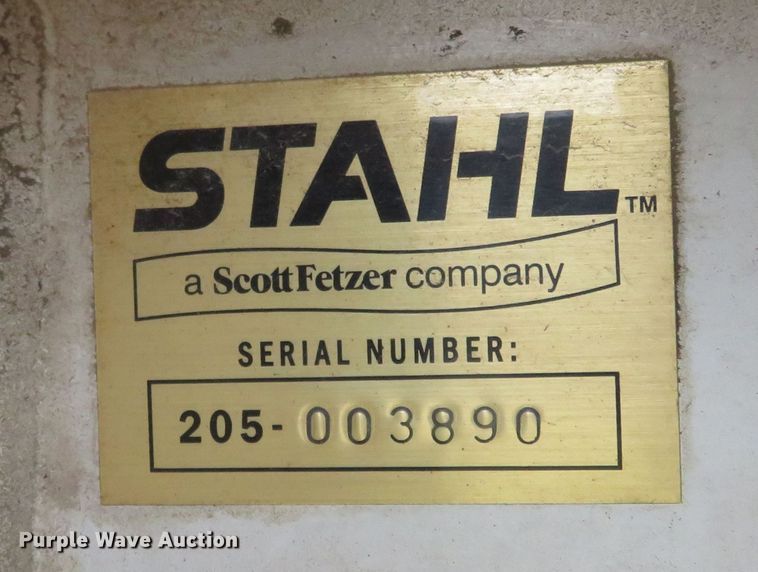 STAHL™
a ScottFetzer company
SERIAL NUMBER:
205-003890
Purple Wave Auction